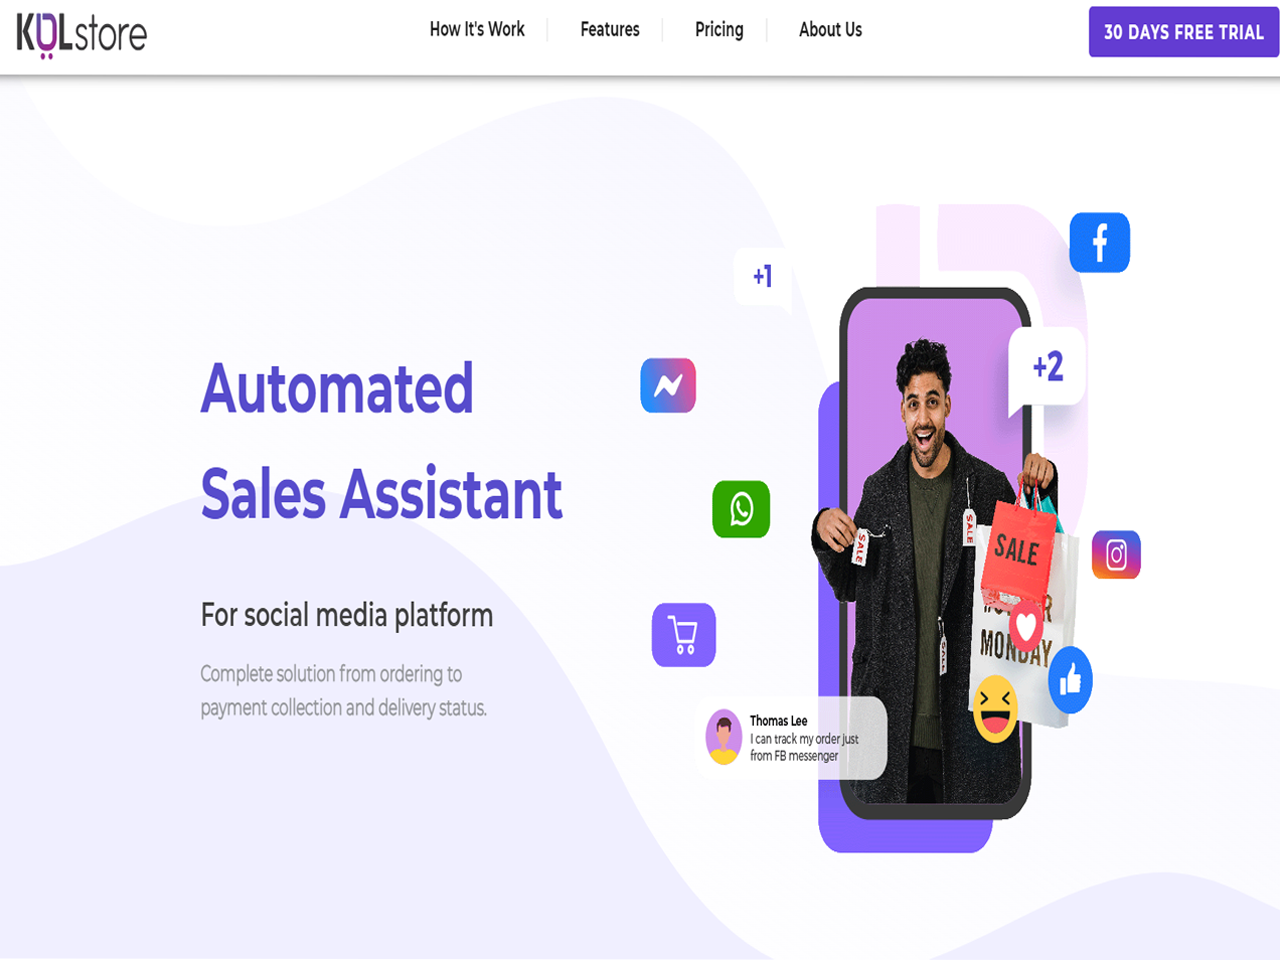 KOLstore
How It's Work
Features
Pricing
About Us
30 DAYS FREE TRIAL
+1
+2
Automated
Sales Assistant
For social media platform
Complete solution from ordering to
payment collection and delivery status.
SALE
SALE
SALE
SALE
MONDAY
Thomas Lee
I can track my order just
from FB messenger